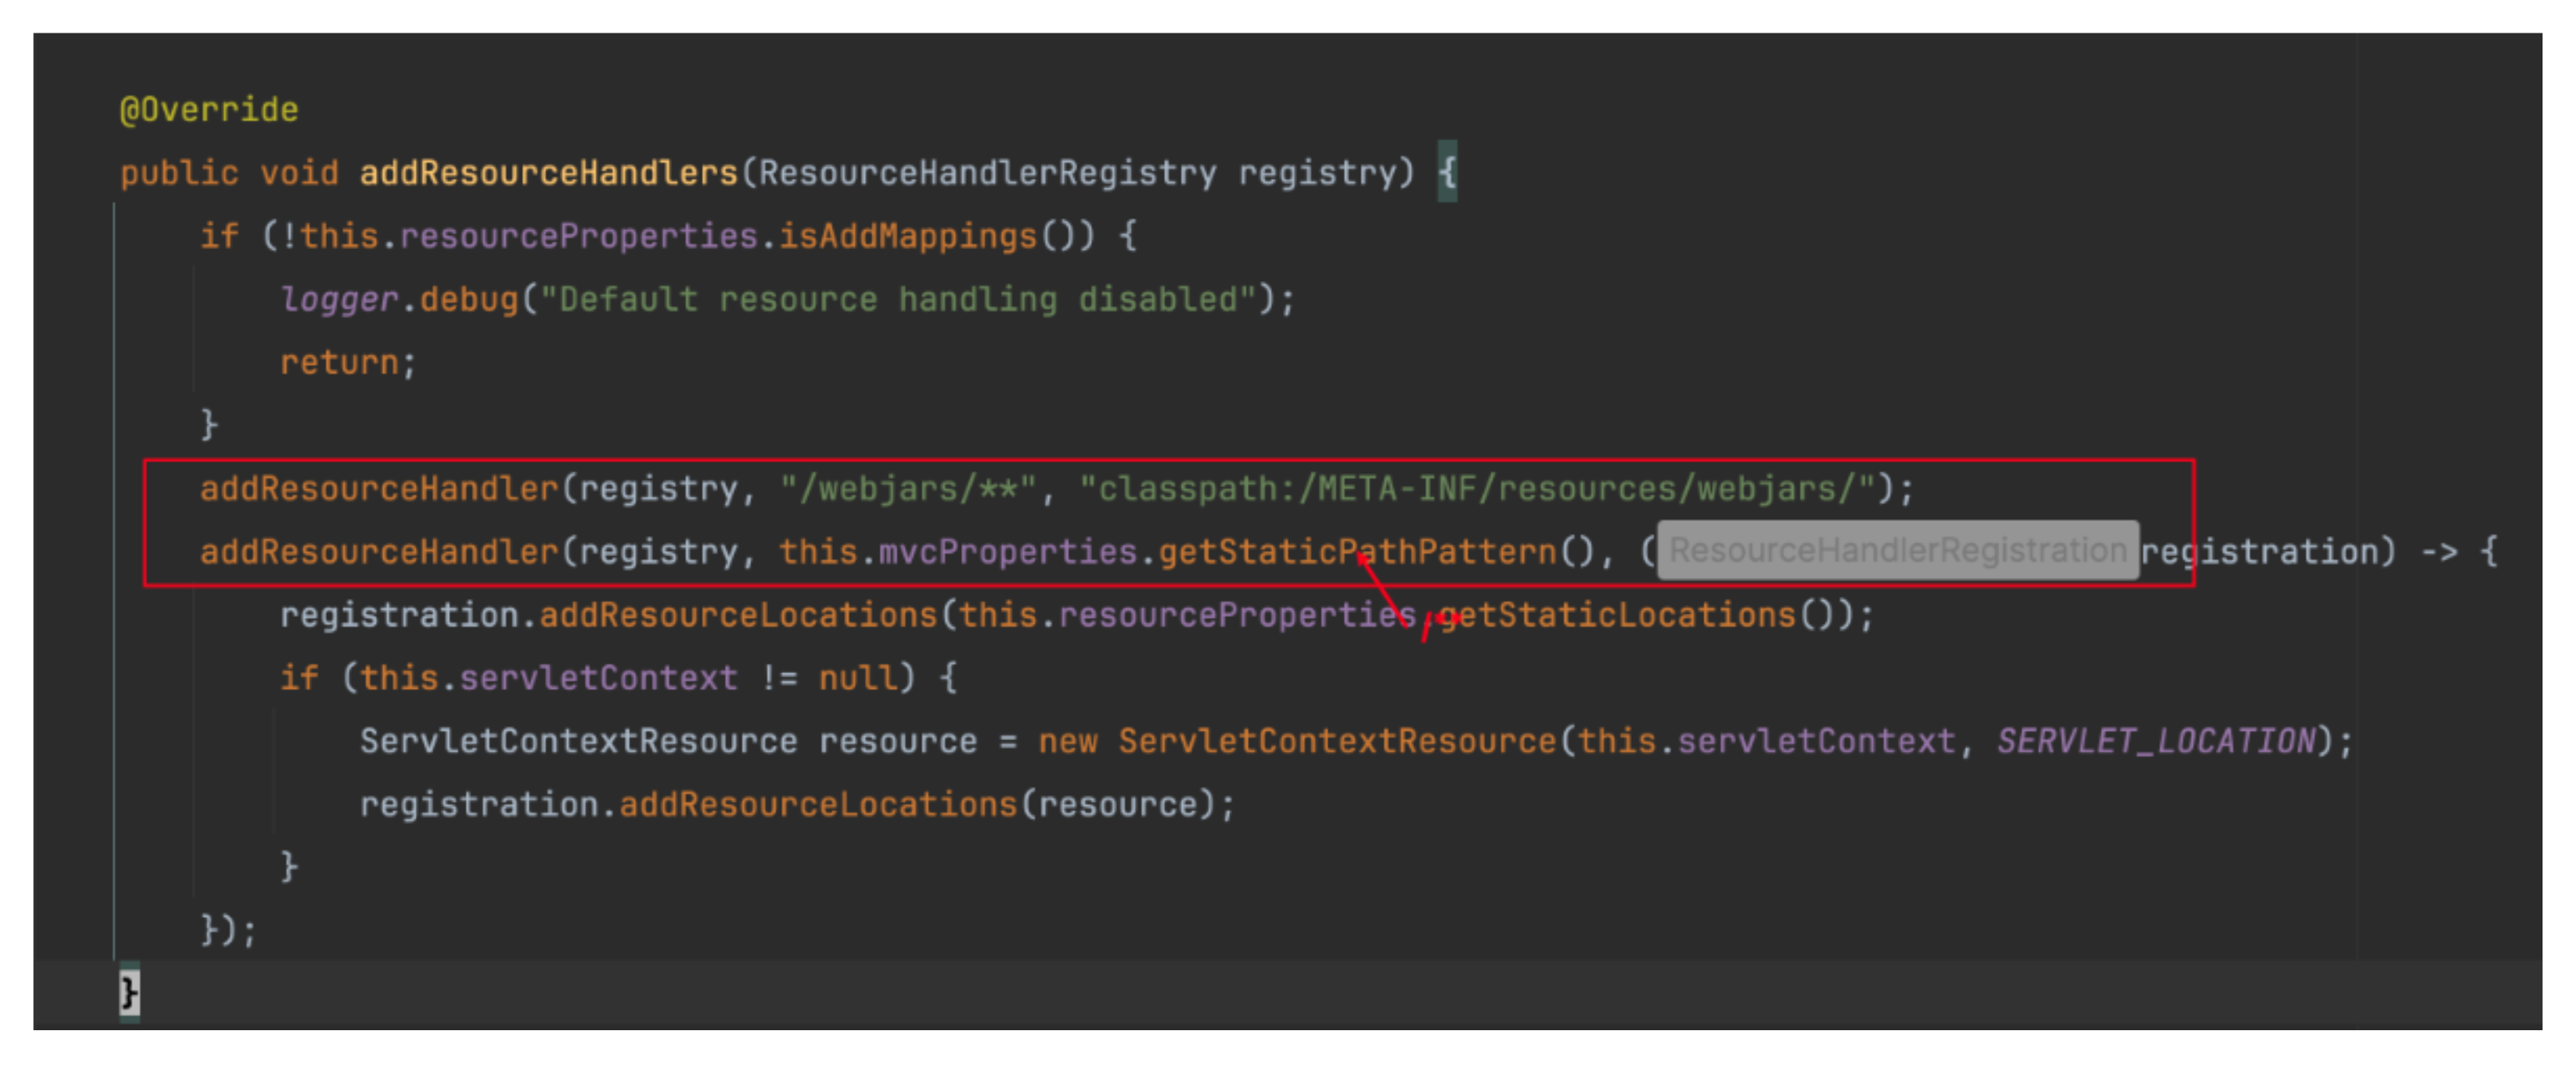 @Override
public void addResourceHandlers(ResourceHandlerRegistry registry) {
if (!this.resourceProperties.isAddMappings()) {
logger.debug("Default resource handling disabled");
return;
}
addResourceHandler(registry, "/webjars/**", "classpath:/META-INF/resources/webjars/");
addResourceHandler(registry, this.mvcProperties.getStaticPathPattern(), (ResourceHandlerRegistration registration) -> {
registration.addResourceLocations(this.resourceProperties.getStaticLocations());
if (this.servletContext != null) {
ServletContextResource resource = new ServletContextResource(this.servletContext, SERVLET_LOCATION);
registration.addResourceLocations(resource);
}
});
}